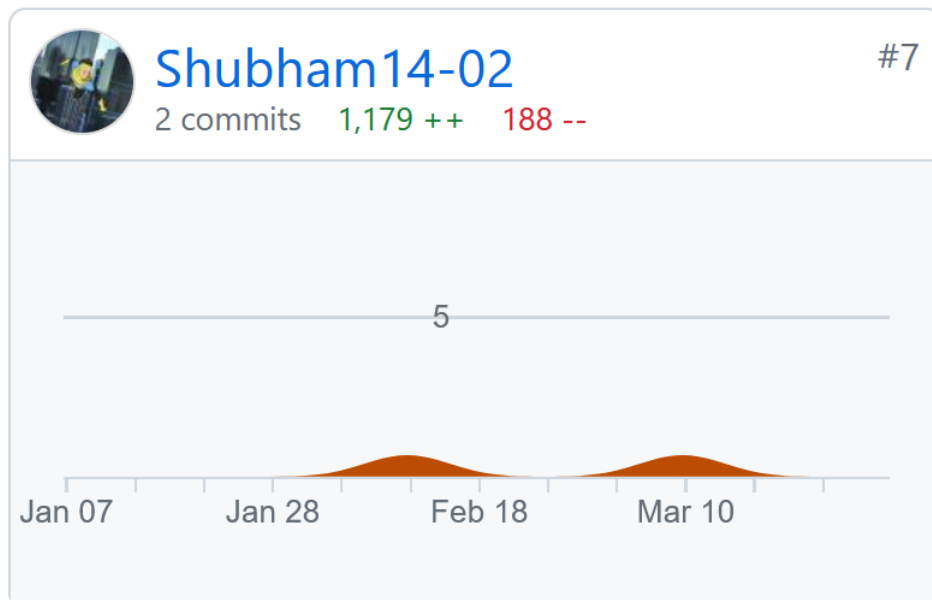 Shubham14-02
#7
2 commits 1,179 ++ 188 --
5
Jan 07 Jan 28 Feb 18 Mar 10